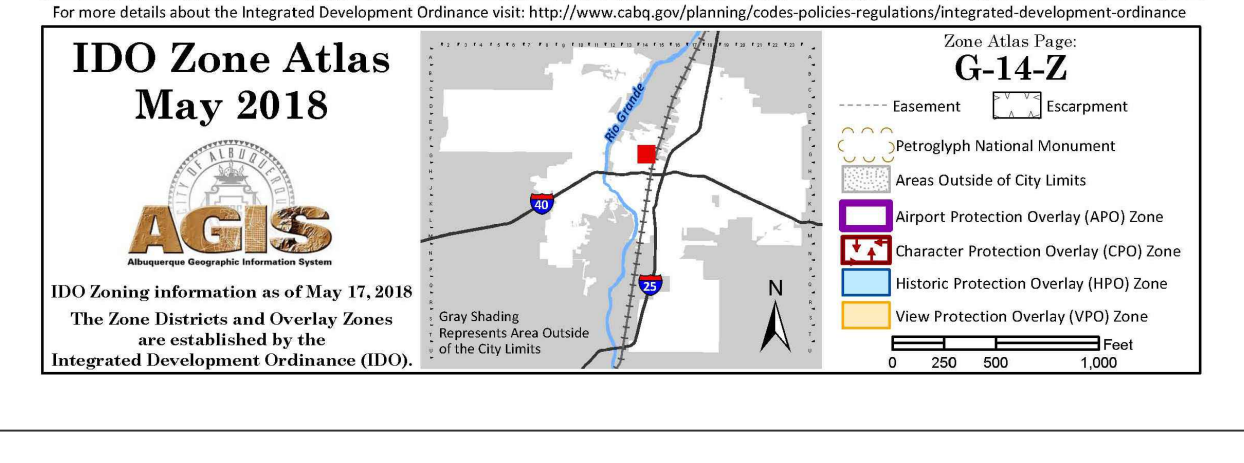 For more details about the Integrated Development Ordinance visit: http://www.cabq.gov/planning/codes-policies-regulations/integrated-development-ordinance
IDO Zone Atlas
May 2018
CITY OF ALBUQUERQUE
AGIS
Albuquerque Geographic Information System
IDO Zoning information as of May 17, 2018
The Zone Districts and Overlay Zones
are established by the
Integrated Development Ordinance (IDO).
Rio Grande
40
25
Gray Shading
Represents Area Outside
of the City Limits
N
Zone Atlas Page:
G-14-Z
Easement
Escarpment
Petroglyph National Monument
Areas Outside of City Limits
Airport Protection Overlay (APO) Zone
Character Protection Overlay (CPO) Zone
Historic Protection Overlay (HPO) Zone
View Protection Overlay (VPO) Zone
Feet
0 250 500 1,000